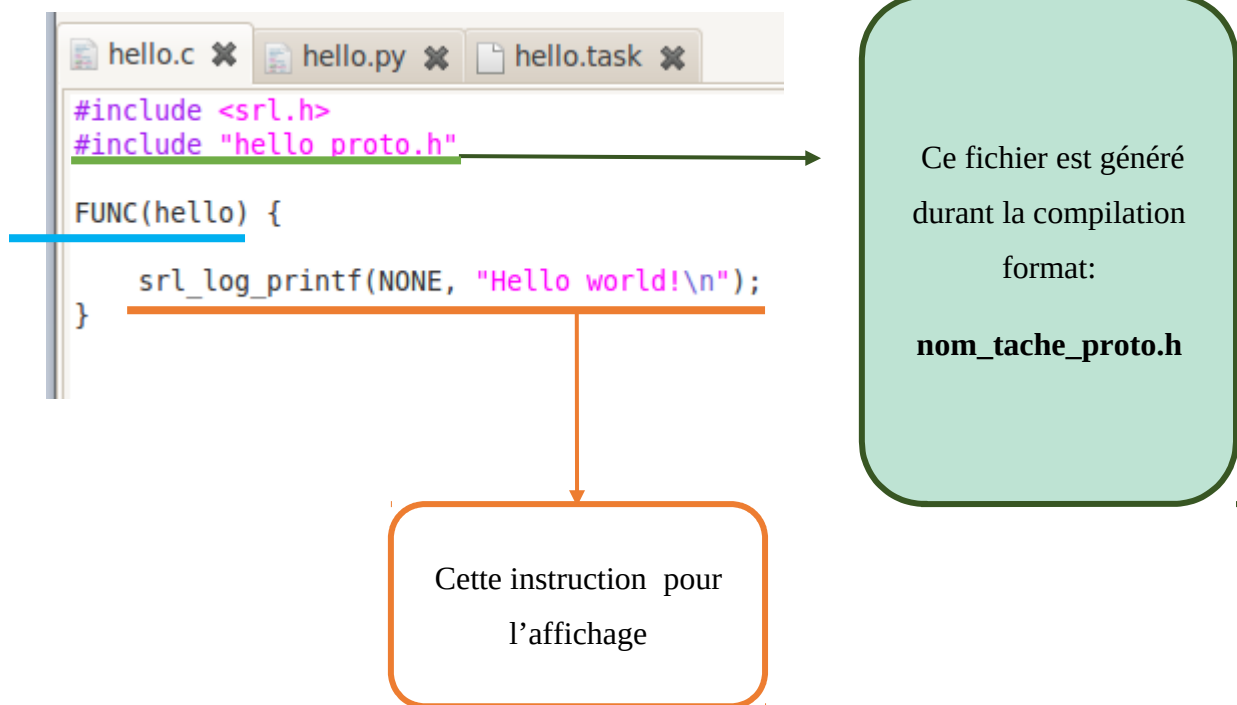 hello.c hello.py hello.task
#include <srl.h>
#include "hello_proto.h"
FUNC(hello) {
srl_log_printf(NONE, "Hello world!\n");
}
Ce fichier est généré
durant la compilation
format:
nom_tache_proto.h
Cette instruction pour
l’affichage